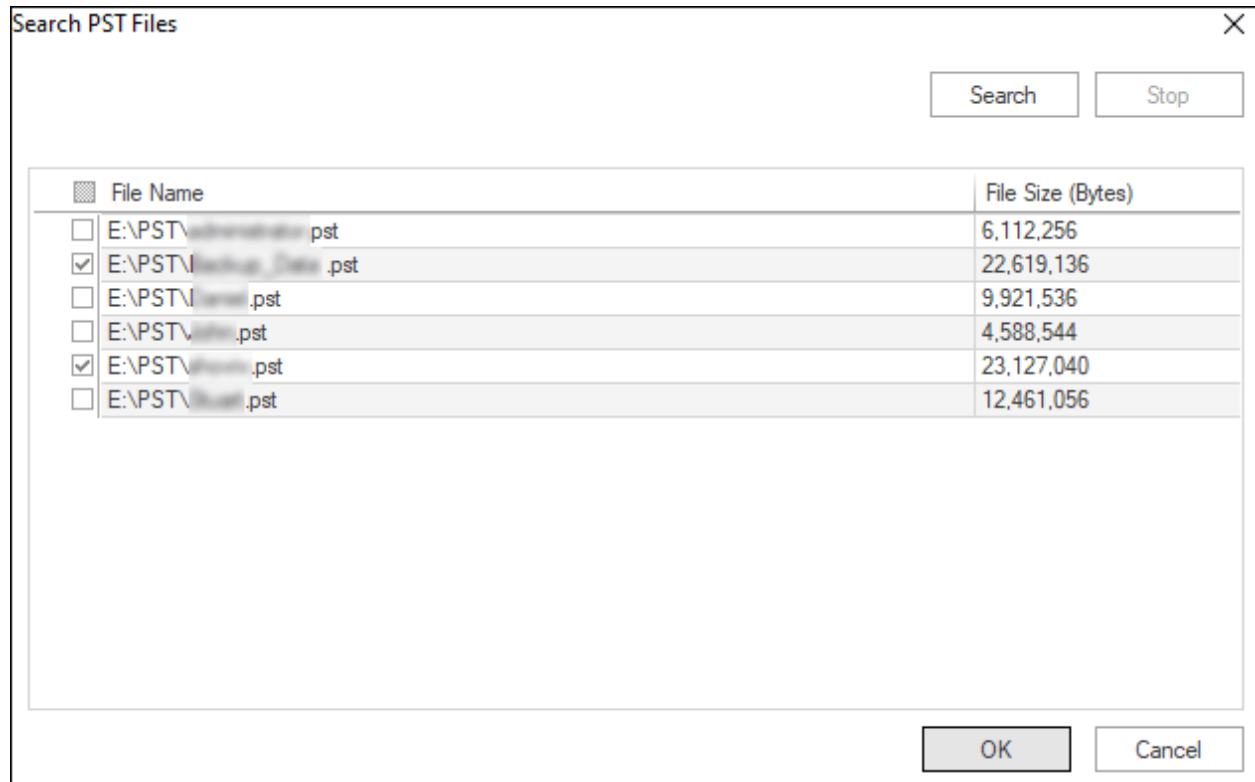 Search PST Files
Search Stop
File Name File Size (Bytes)
E:\PST\ .pst 6,112,256
E:\PST\ .pst 22,619,136
E:\PST\ .pst 9,921,536
E:\PST\ .pst 4,588,544
E:\PST\ .pst 23,127,040
E:\PST\ .pst 12,461,056
OK Cancel